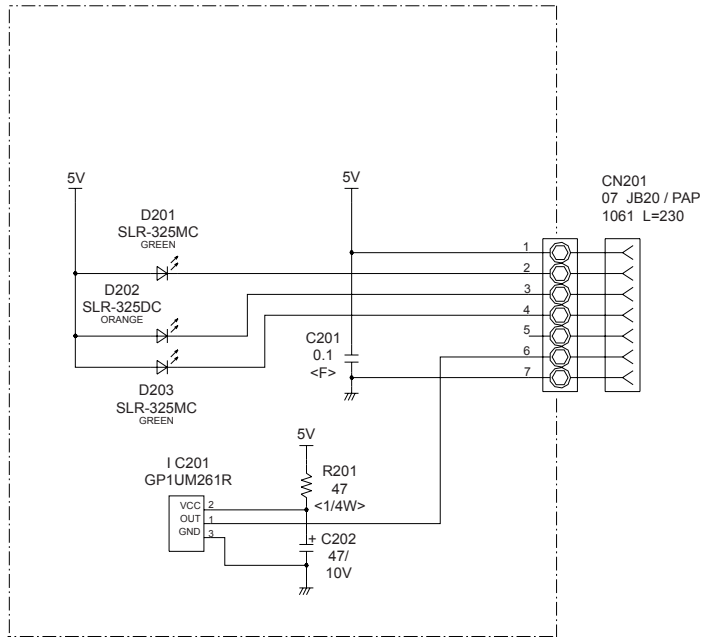 5V
5V
CN201
07 JB20 / PAP
1061 L=230
D201
SLR-325MC
GREEN
D202
SLR-325DC
ORANGE
D203
SLR-325MC
GREEN
C201
0.1
<F>
1
2
3
4
5
6
7
5V
I C201
GP1UM261R
VCC 2
OUT 1
GND 3
R201
47
<1/4W>
+ C202
47/
10V